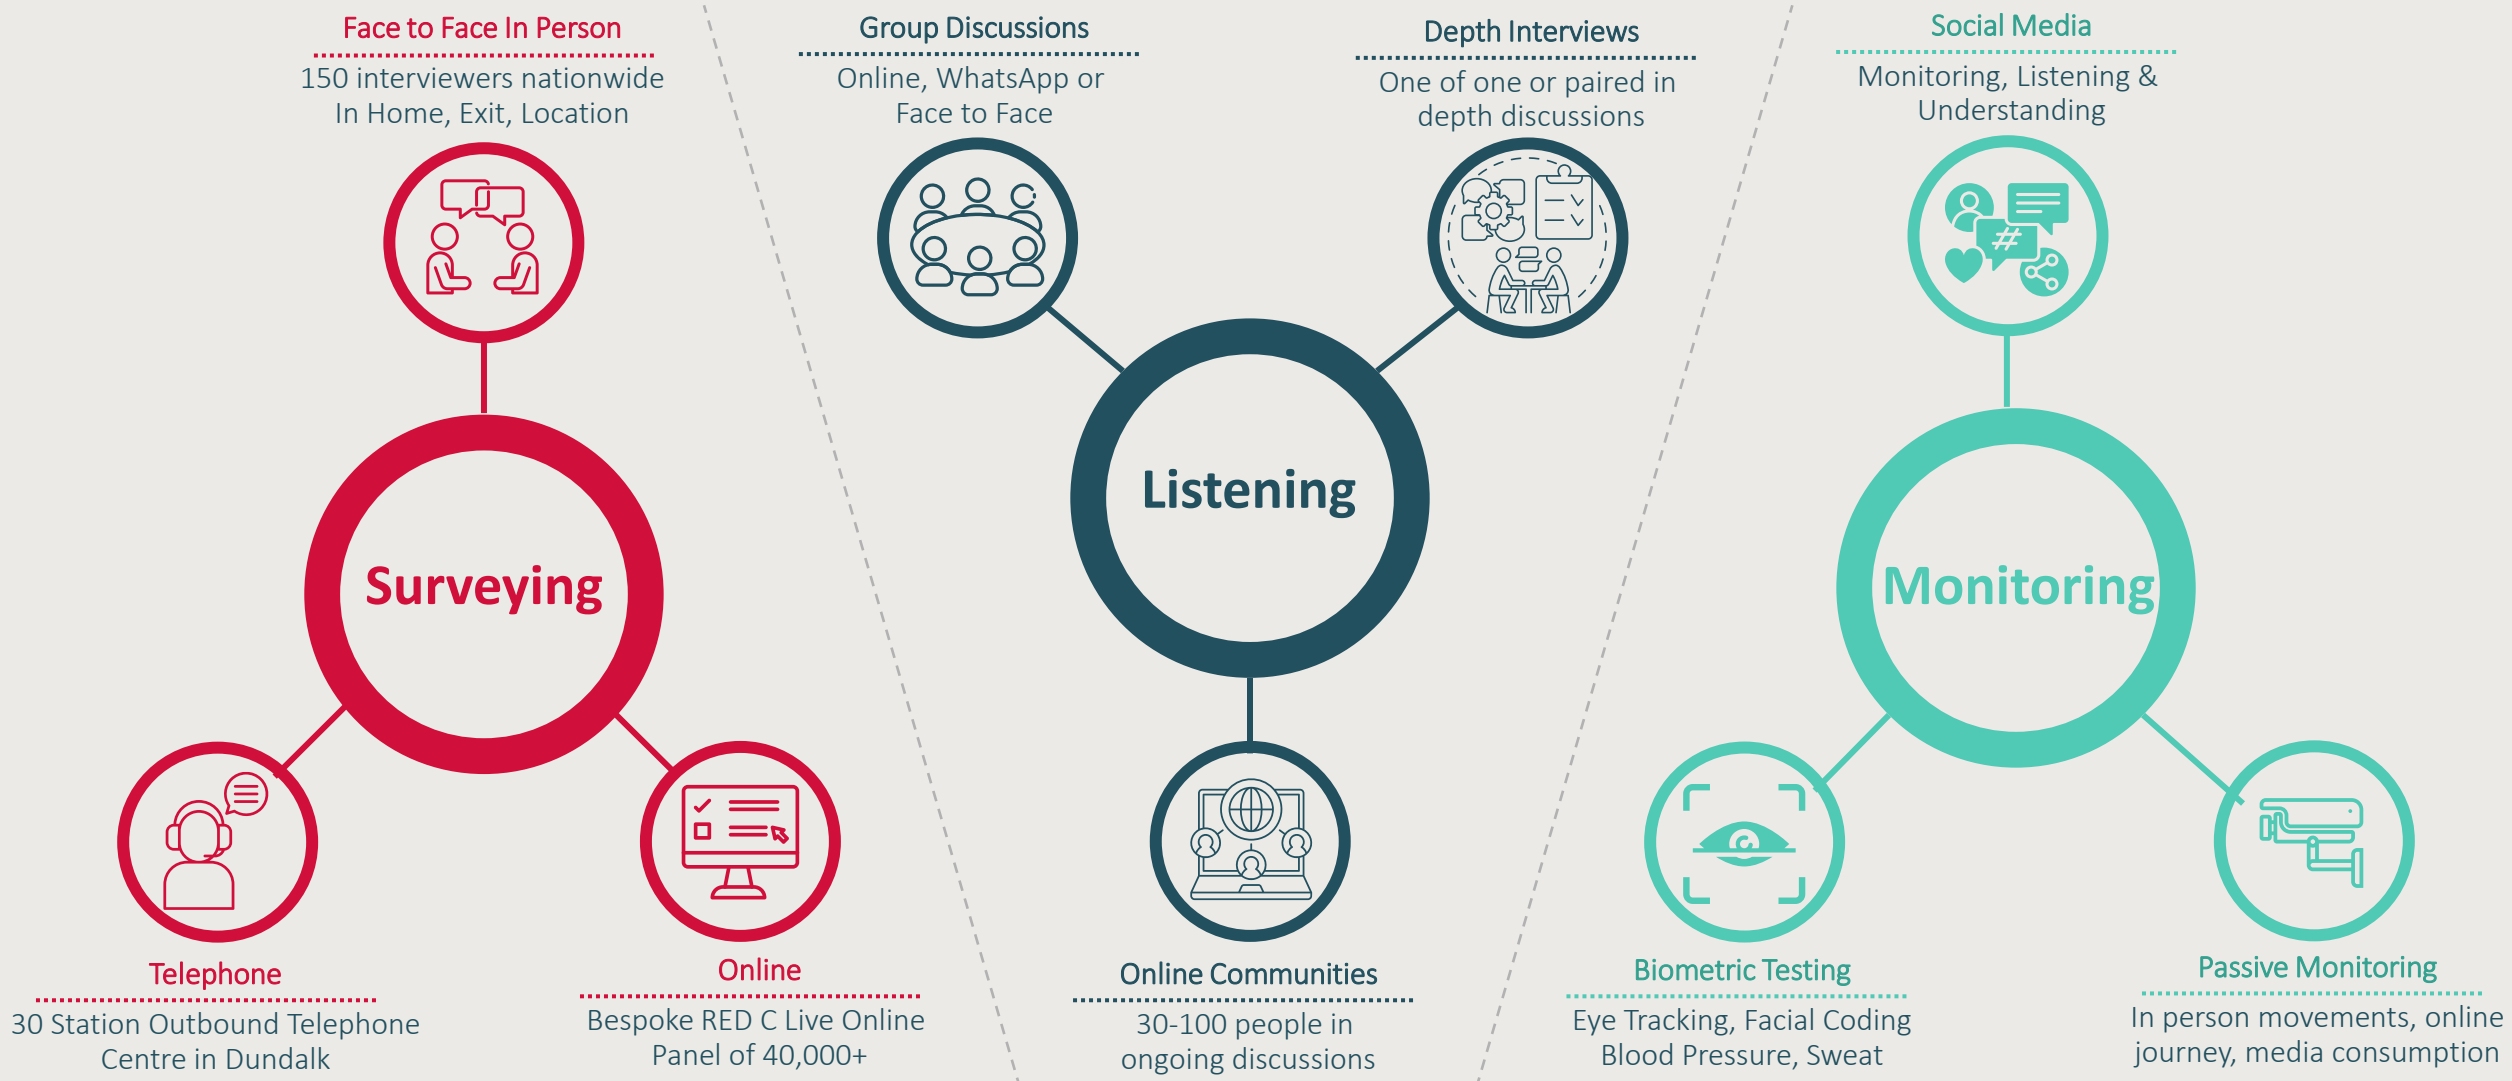 Face to Face In Person
150 interviewers nationwide
In Home, Exit, Location
Surveying
Telephone
30 Station Outbound Telephone
Centre in Dundalk
Online
Bespoke RED C Live Online
Panel of 40,000+
Group Discussions
Online, WhatsApp or
Face to Face
Depth Interviews
One of one or paired in
depth discussions
Listening
Online Communities
30-100 people in
ongoing discussions
Social Media
Monitoring, Listening &
Understanding
#
Monitoring
Biometric Testing
Eye Tracking, Facial Coding
Blood Pressure, Sweat
Passive Monitoring
In person movements, online
journey, media consumption